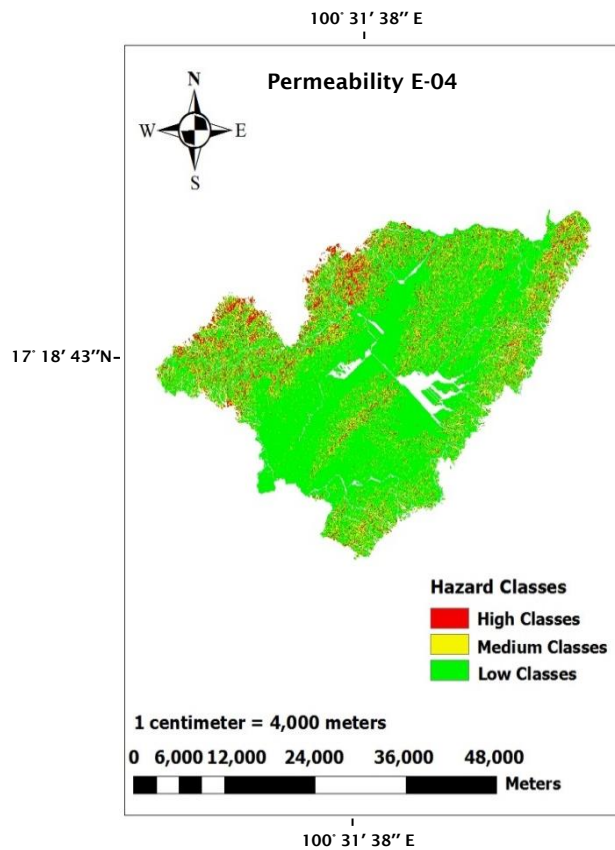 100° 31′ 38″ E
Permeability E-04
N
W E
S
17° 18′ 43″N
Hazard Classes
High Classes
Medium Classes
Low Classes
1 centimeter = 4,000 meters
0 6,000 12,000 24,000 36,000 48,000
Meters
100° 31′ 38″ E